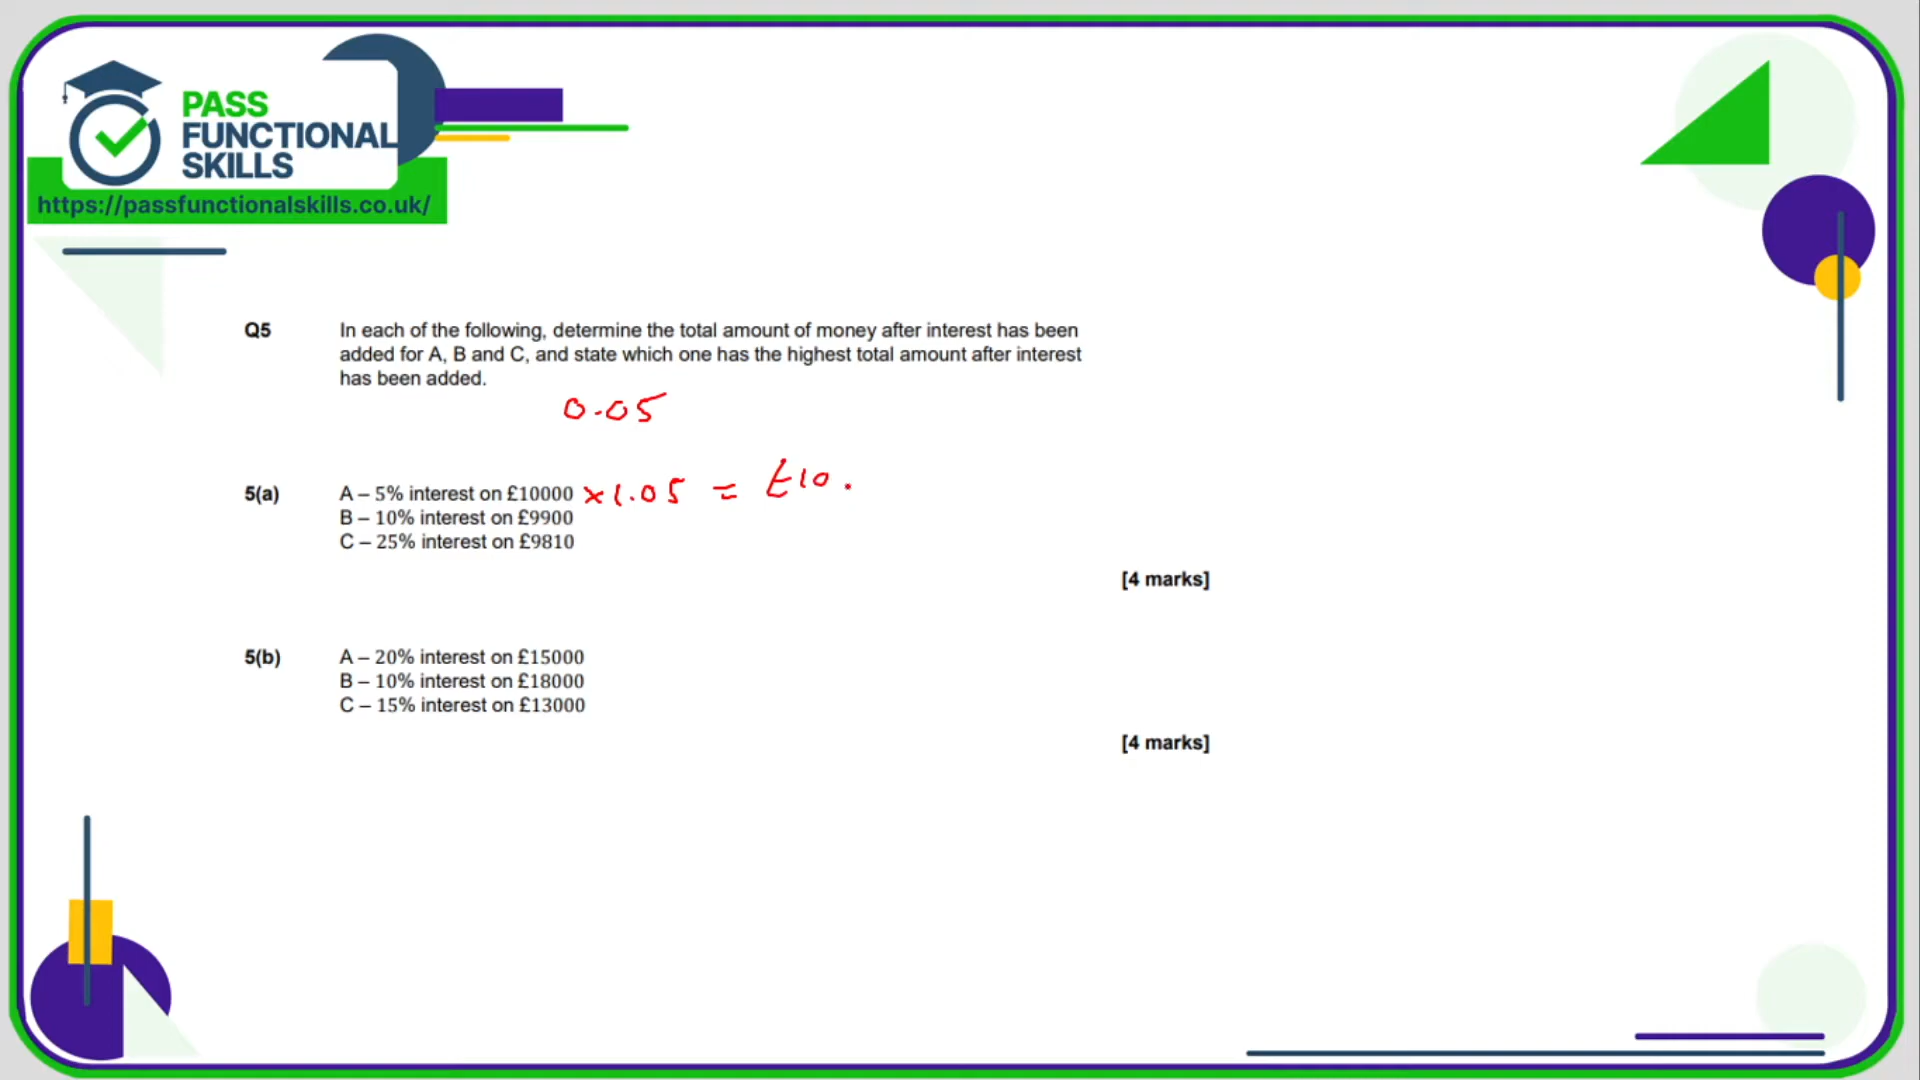 PASS
FUNCTIONAL
SKILLS
https://passfunctionalskills.co.uk/
Q5 In each of the following, determine the total amount of money after interest has been
added for A, B and C, and state which one has the highest total amount after interest
has been added.
0.05
5(a) A – 5% interest on £10000 ×1.05 = £10.
B – 10% interest on £9900
C – 25% interest on £9810
[4 marks]
5(b) A – 20% interest on £15000
B – 10% interest on £18000
C – 15% interest on £13000
[4 marks]